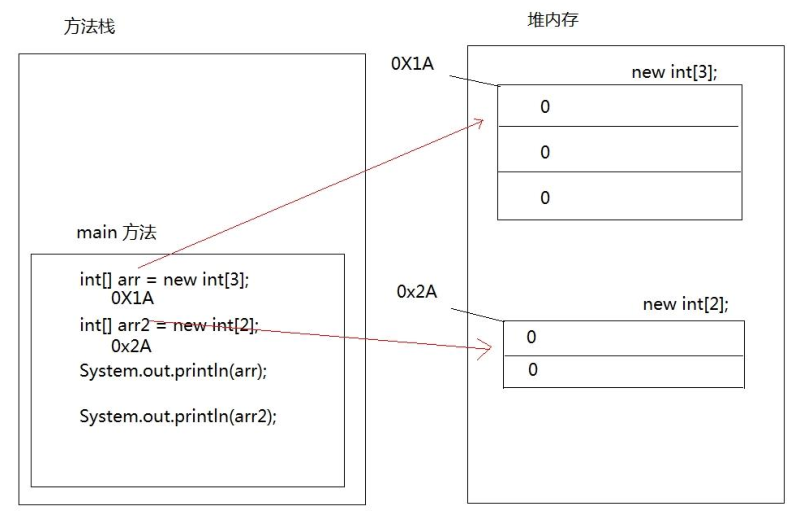 方法栈
main 方法
int[] arr = new int[3];
0X1A
int[] arr2 = new int[2];
0x2A
System.out.println(arr);
System.out.println(arr2);
堆内存
0X1A
new int[3];
0
0
0
0x2A
new int[2];
0
0